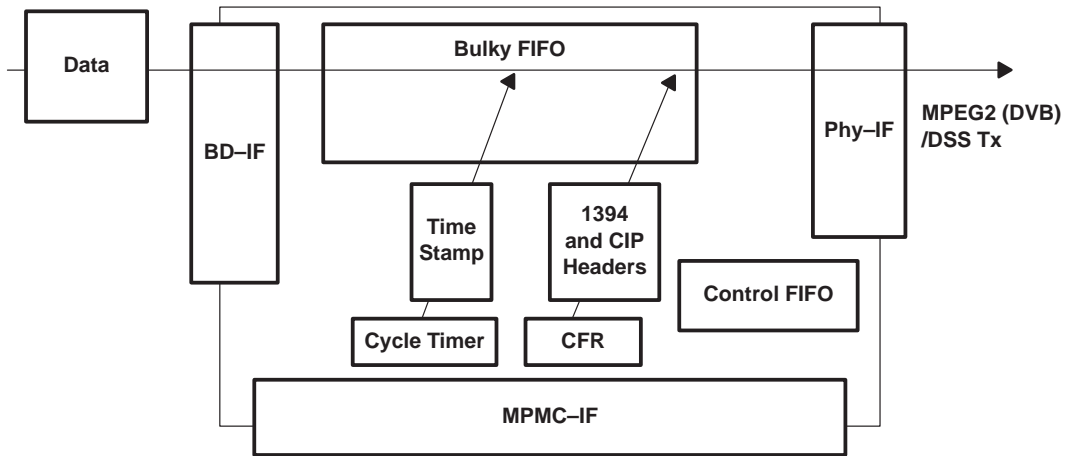 Data
Bulky FIFO
BD–IF
Phy–IF
MPEG2 (DVB)
/DSS Tx
Time
Stamp
1394
and CIP
Headers
Control FIFO
Cycle Timer
CFR
MPMC–IF